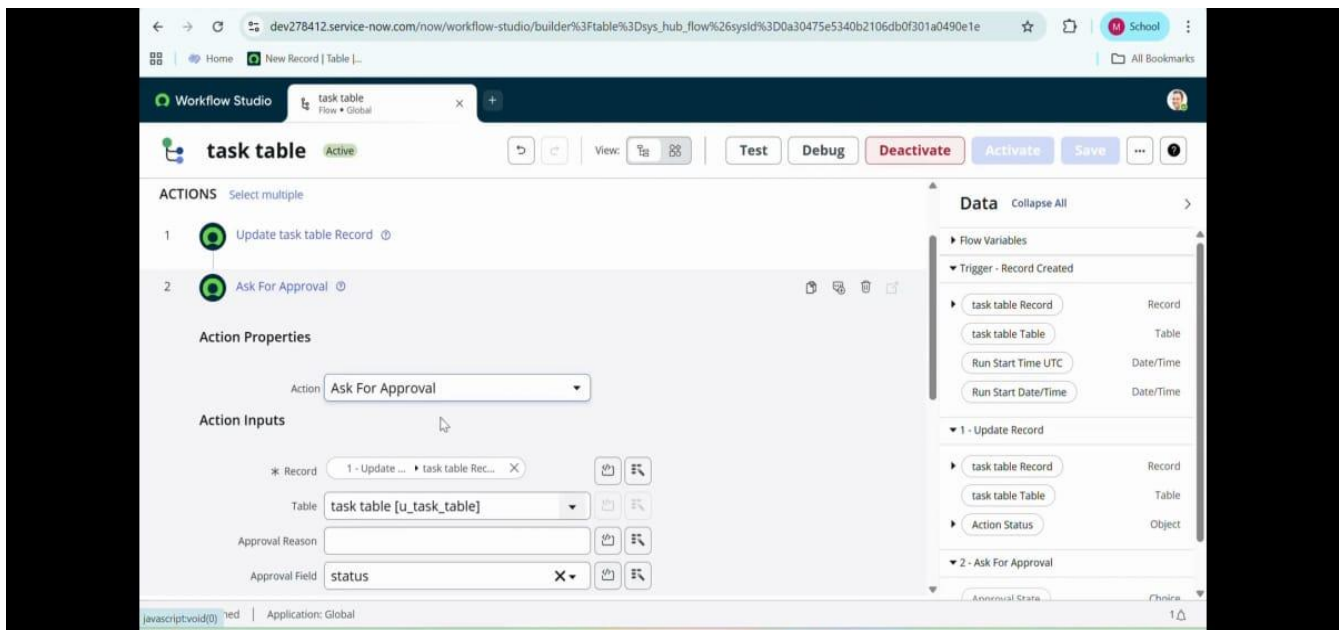 dev278412.service-now.com/now/workflow-studio/builder%3Ftable%3Dsys_hub_flow%26sysId%3D0a30475e5340b2106db0f301a0490e1e
M School
Home New Record | Table |...
All Bookmarks
Workflow Studio
task table
Flow • Global
task table Active
View:
Test Debug Deactivate Activate Save
ACTIONS Select multiple
1 Update task table Record
2 Ask For Approval
Action Properties
Action Ask For Approval
Action Inputs
* Record 1 - Update ... ▸ task table Rec... X
Table task table [u_task_table]
Approval Reason
Approval Field status
Data Collapse All
Flow Variables
Trigger - Record Created
task table Record Record
task table Table Table
Run Start Time UTC Date/Time
Run Start Date/Time Date/Time
1 - Update Record
task table Record Record
task table Table Table
Action Status Object
2 - Ask For Approval
Approval State Choice
javascript:void(0) ned | Application: Global
1